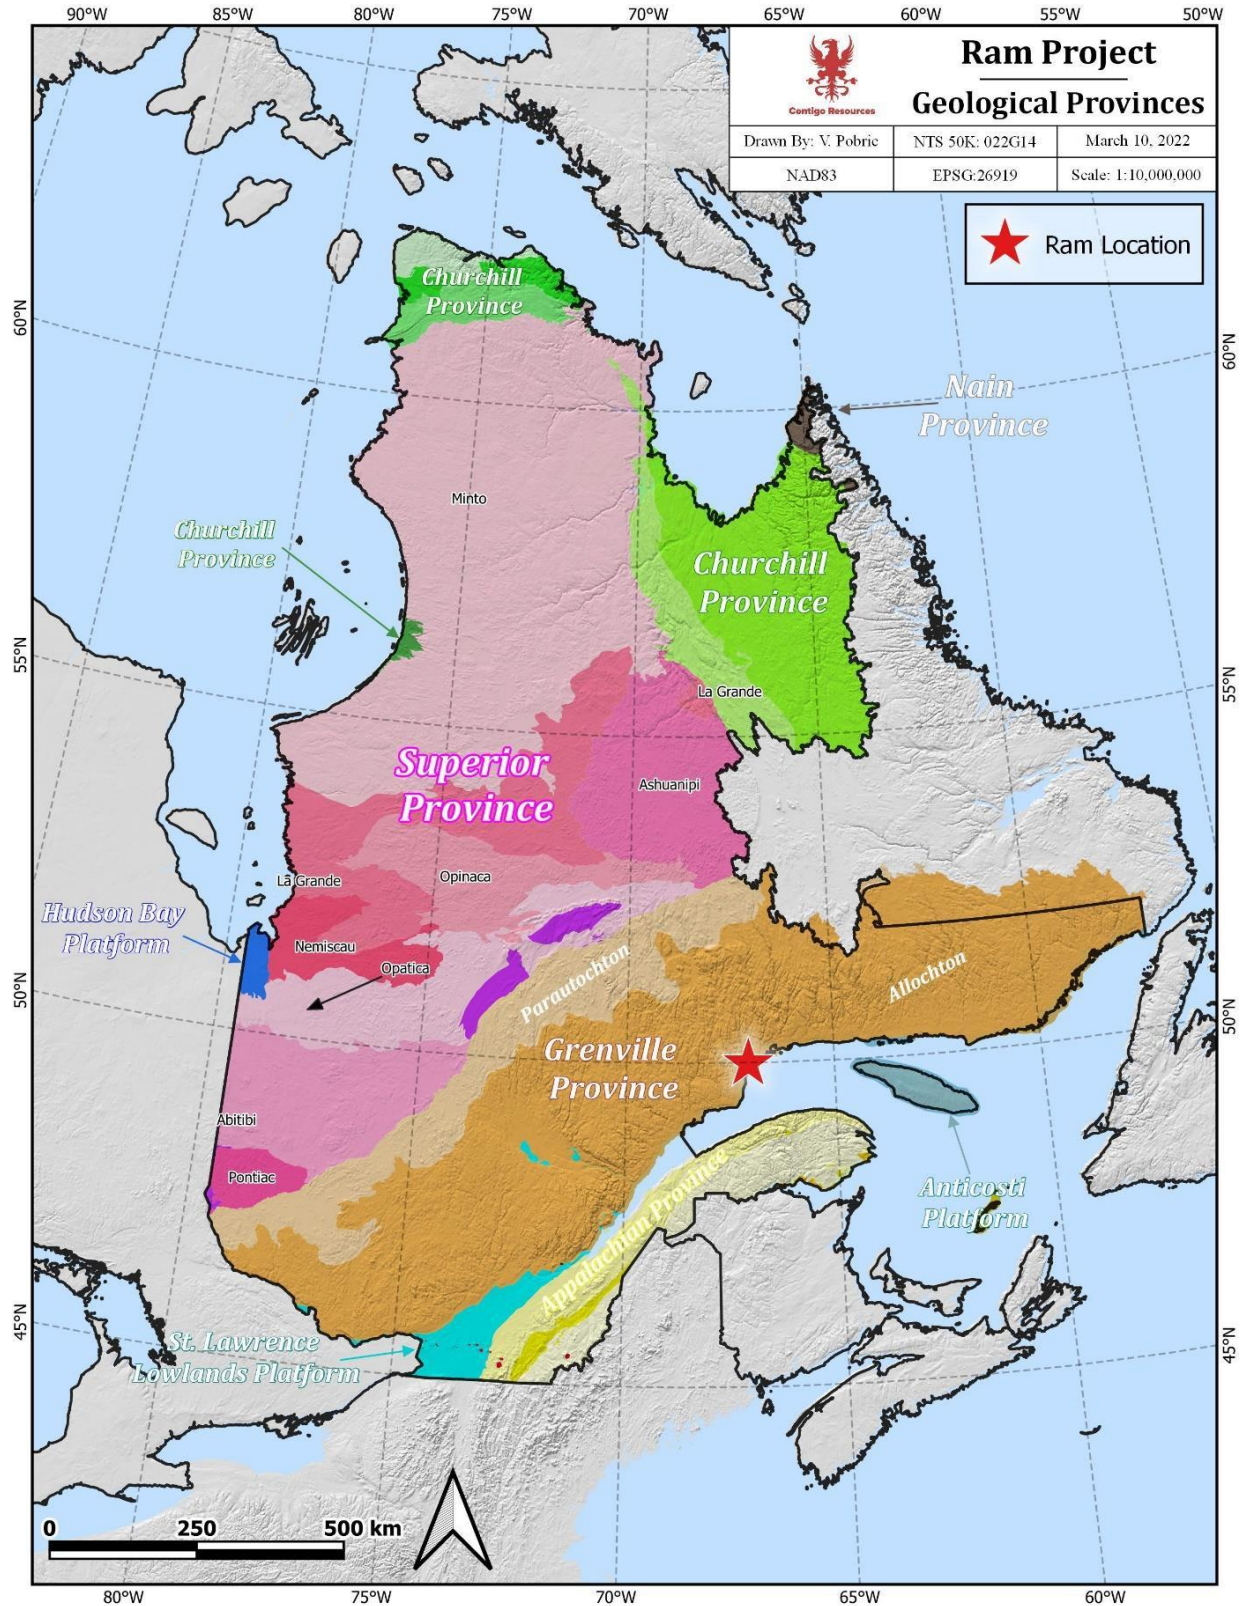 90°W 85°W 80°W 75°W 70°W 65°W 60°W 55°W 50°W
Ram Project
Geological Provinces
Contigo Resources
Drawn By: V. Pobric
NTS 50K: 022G14
March 10, 2022
NAD83
EPSG:26919
Scale: 1:10,000,000
Ram Location
Churchill
Province
60°N
60°N
Nain
Province
Minto
Churchill
Province
Churchill
Province
55°N
55°N
La Grande
Superior
Province
Ashuanipi
La Grande
Opinaca
Hudson Bay
Platform
Nemiscau
Opatica
Parautochton
Allochton
50°N
50°N
Grenville
Province
Abitibi
Pontiac
Appalachian Province
Anticosti
Platform
45°N
45°N
St. Lawrence
Lowlands Platform
0 250 500 km
80°W 75°W 70°W 65°W 60°W